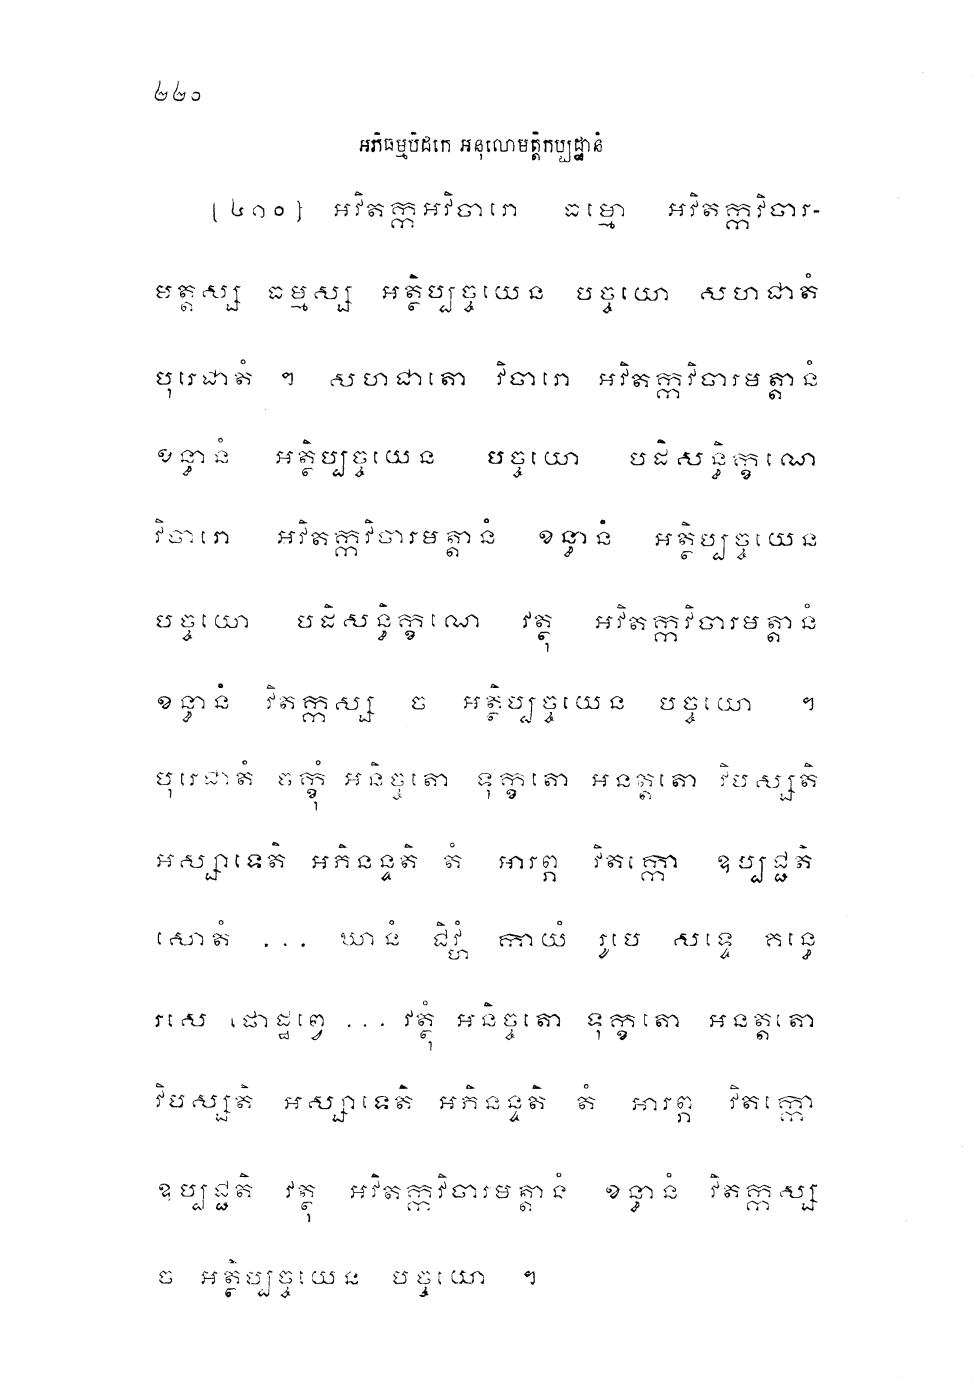 ២២០
អភិធម្មបិដកេ អនុលោមត្តិកប្បដ្ឋានំ
[៤៣០] អវិតក្កអវិចារោ ធម្មោ អវិតក្កវិចារ-
មត្តស្ស ធម្មស្ស អត្ថិប្បច្ចយេន បច្ចយោ សហជាតំ
បុរេជាតំ ។ សហជាតោ វិចារោ អវិតក្កវិចារមត្តានំ
ខន្ធានំ អត្ថិប្បច្ចយេន បច្ចយោ បដិសន្ធិក្ខណេ
វិចារោ អវិតក្កវិចារមត្តានំ ខន្ធានំ អត្ថិប្បច្ចយេន
បច្ចយោ បដិសន្ធិក្ខណេ វត្ថុ អវិតក្កវិចារមត្តានំ
ខន្ធានំ វិតក្កស្ស ច អត្ថិប្បច្ចយេន បច្ចយោ ។
បុរេជាតំ ចក្ខុំ អនិច្ចតោ ទុក្ខតោ អនត្តតោ វិបស្សតិ
អស្សាទេតិ អភិនន្ទតិ តំ អារព្ភ វិតក្កោ ឧប្បជ្ជតិ
សោតំ ... ឃានំ ជិវ្ហំ កាយំ រូបេ សទ្ទេ គន្ធេ
រសេ ផោដ្ឋព្វេ ... វត្ថុំ អនិច្ចតោ ទុក្ខតោ អនត្តតោ
វិបស្សតិ អស្សាទេតិ អភិនន្ទតិ តំ អារព្ភ វិតក្កោ
ឧប្បជ្ជតិ វត្ថុ អវិតក្កវិចារមត្តានំ ខន្ធានំ វិតក្កស្ស
ច អត្ថិប្បច្ចយេន បច្ចយោ ។